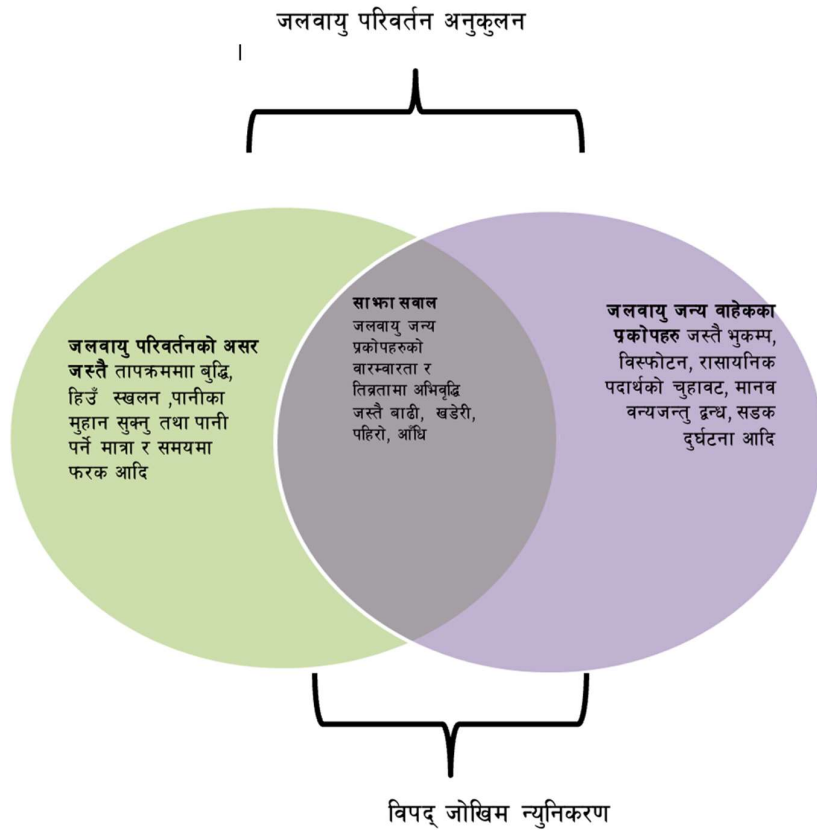 जलवायु परिवर्तन अनुकुलन
।
जलवायु परिवर्तनको असर
जस्तै तापक्रममाा बुद्धि,
हिउँ स्खलन ,पानीका
मुहान सुक्नु तथा पानी
पर्ने मात्रा र समयमा
फरक आदि
साझा सवाल
जलवायु जन्य
प्रकोपहरुको
वारम्वारता र
तिब्रतामा अभिवृद्धि
जस्तै बाढी, खडेरी,
पहिरो, आँधि
जलवायु जन्य वाहेकका
प्रकोपहरु जस्तै भुकम्प,
विस्फोटन, रासायनिक
पदार्थको चुहावट, मानव
वन्यजन्तु द्वन्ध, सडक
दुर्घटना आदि
विपद् जोखिम न्युनिकरण